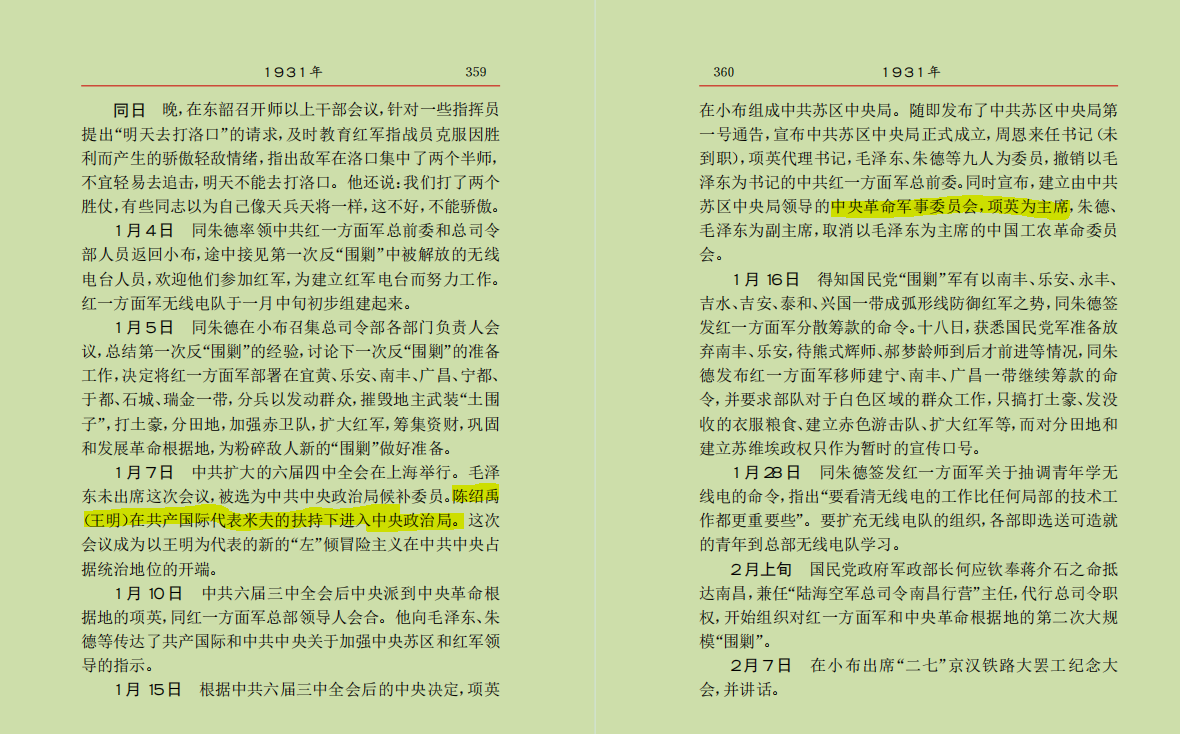 1931年 359
同日 晚,在东韶召开师以上干部会议,针对一些指挥员
提出“明天去打洛口”的请求,及时教育红军指战员克服因胜
利而产生的骄傲轻敌情绪,指出敌军在洛口集中了两个半师,
不宜轻易去追击,明天不能去打洛口。他还说:我们打了两个
胜仗,有些同志以为自己像天兵天将一样,这不好,不能骄傲。
1月4日 同朱德率领中共红一方面军总前委和总司令
部人员返回小布,途中接见第一次反“围剿”中被解放的无线
电台人员,欢迎他们参加红军,为建立红军电台而努力工作。
红一方面军无线电队于一月中旬初步组建起来。
1月5日 同朱德在小布召集总司令部各部门负责人会
议,总结第一次反“围剿”的经验,讨论下一次反“围剿”的准备
工作,决定将红一方面军部署在宜黄、乐安、南丰、广昌、宁都、
于都、石城、瑞金一带,分兵以发动群众,摧毁地主武装“土围
子”,打土豪,分田地,加强赤卫队,扩大红军,筹集资财,巩固
和发展革命根据地,为粉碎敌人新的“围剿”做好准备。
1月7日 中共扩大的六届四中全会在上海举行。毛泽
东未出席这次会议,被选为中共中央政治局候补委员。陈绍禹
(王明)在共产国际代表米夫的扶持下进入中央政治局。这次
会议成为以王明为代表的新的“左”倾冒险主义在中共中央占
据统治地位的开端。
1月10日 中共六届三中全会后中央派到中央革命根
据地的项英,同红一方面军总部领导人会合。他向毛泽东、朱
德等传达了共产国际和中共中央关于加强中央苏区和红军领
导的指示。
1月15日 根据中共六届三中全会后的中央决定,项英
360 1931年
在小布组成中共苏区中央局。随即发布了中共苏区中央局第
一号通告,宣布中共苏区中央局正式成立,周恩来任书记(未
到职),项英代理书记,毛泽东、朱德等九人为委员,撤销以毛
泽东为书记的中共红一方面军总前委。同时宣布,建立由中共
苏区中央局领导的中央革命军事委员会,项英为主席,朱德、
毛泽东为副主席,取消以毛泽东为主席的中国工农革命委员
会。
1月16日 得知国民党“围剿”军有以南丰、乐安、永丰、
吉水、吉安、泰和、兴国一带成弧形线防御红军之势,同朱德签
发红一方面军分散筹款的命令。十八日,获悉国民党军准备放
弃南丰、乐安,待熊式辉师、郝梦龄师到后才前进等情况,同朱
德发布红一方面军移师建宁、南丰、广昌一带继续筹款的命
令,并要求部队对于白色区域的群众工作,只搞打土豪、发没
收的衣服粮食、建立赤色游击队、扩大红军等,而对分田地和
建立苏维埃政权只作为暂时的宣传口号。
1月28日 同朱德签发红一方面军关于抽调青年学无
线电的命令,指出“要看清无线电的工作比任何局部的技术工
作都更重要些”。要扩充无线电队的组织,各部即选送可造就
的青年到总部无线电队学习。
2月上旬 国民党政府军政部长何应钦奉蒋介石之命抵
达南昌,兼任“陆海空军总司令南昌行营”主任,代行总司令职
权,开始组织对红一方面军和中央革命根据地的第二次大规
模“围剿”。
2月7日 在小布出席“二七”京汉铁路大罢工纪念大
会,并讲话。